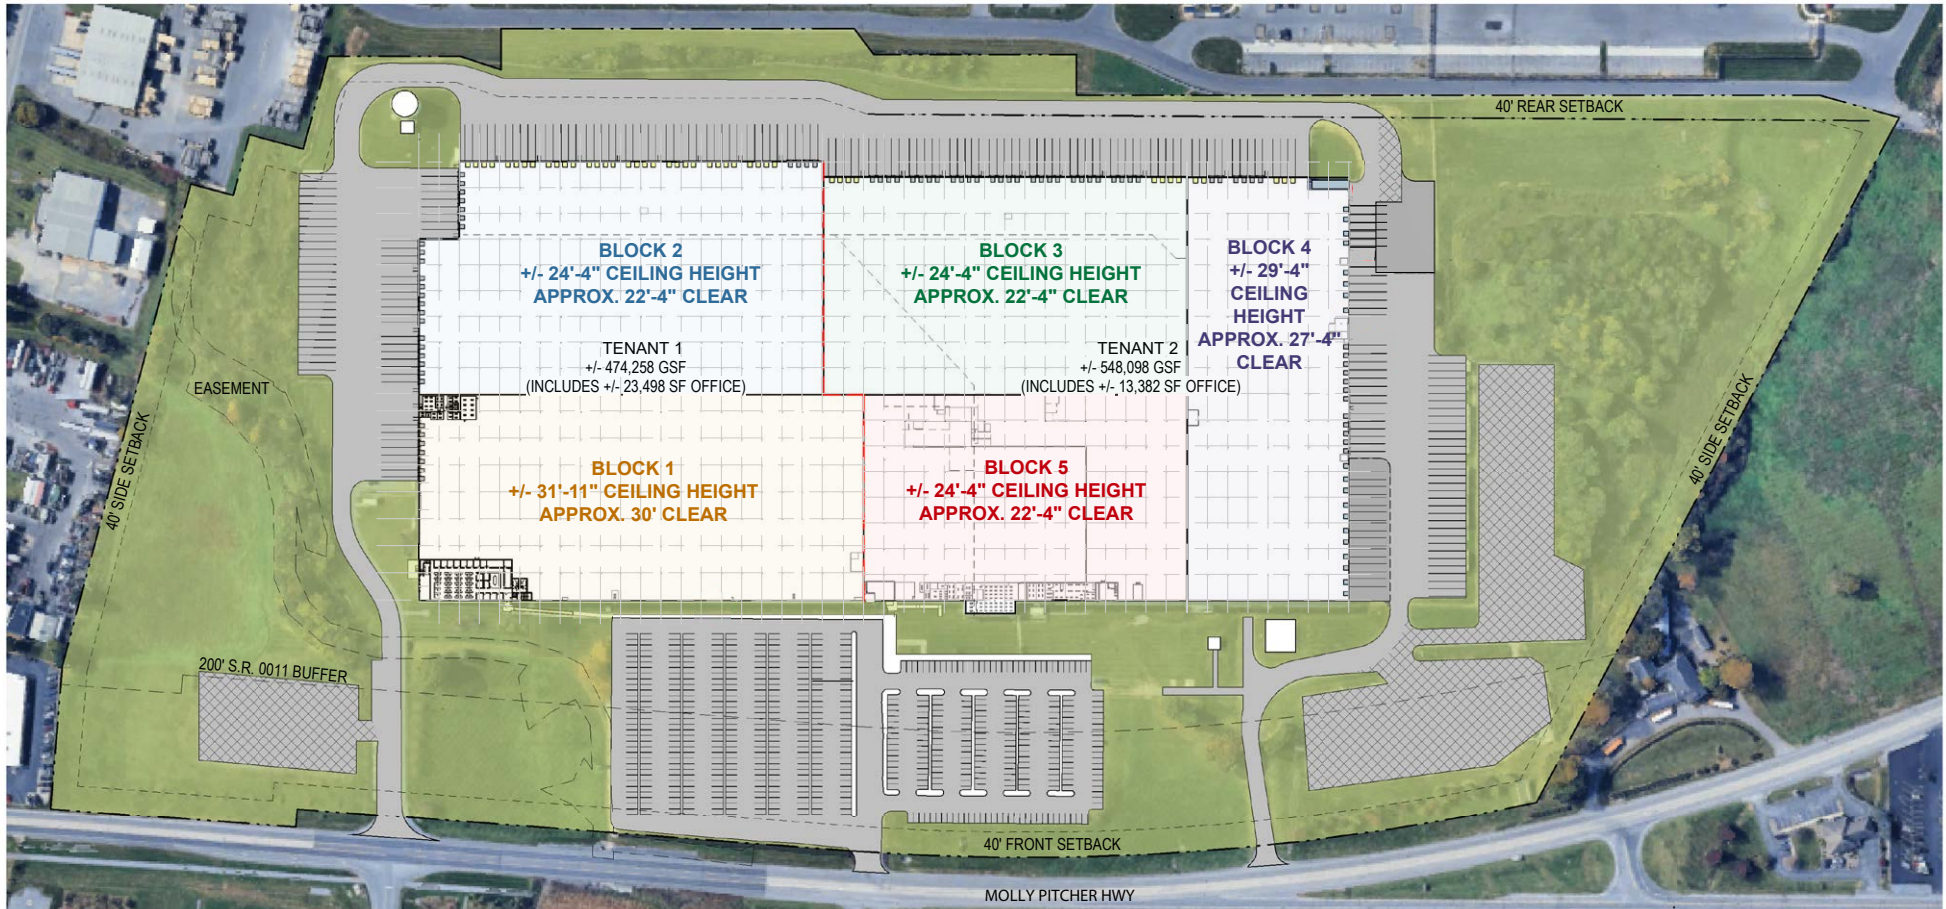 40' REAR SETBACK
BLOCK 2
+/- 24'-4" CEILING HEIGHT
APPROX. 22'-4" CLEAR
BLOCK 3
+/- 24'-4" CEILING HEIGHT
APPROX. 22'-4" CLEAR
BLOCK 4
+/- 29'-4"
CEILING
HEIGHT
APPROX. 27'-4"
CLEAR
TENANT 1
+/- 474,258 GSF
(INCLUDES +/- 23,498 SF OFFICE)
TENANT 2
+/- 548,098 GSF
(INCLUDES +/- 13,382 SF OFFICE)
EASEMENT
40' SIDE SETBACK
40' SIDE SETBACK
BLOCK 1
+/- 31'-11" CEILING HEIGHT
APPROX. 30' CLEAR
BLOCK 5
+/- 24'-4" CEILING HEIGHT
APPROX. 22'-4" CLEAR
200' S.R. 0011 BUFFER
40' FRONT SETBACK
MOLLY PITCHER HWY